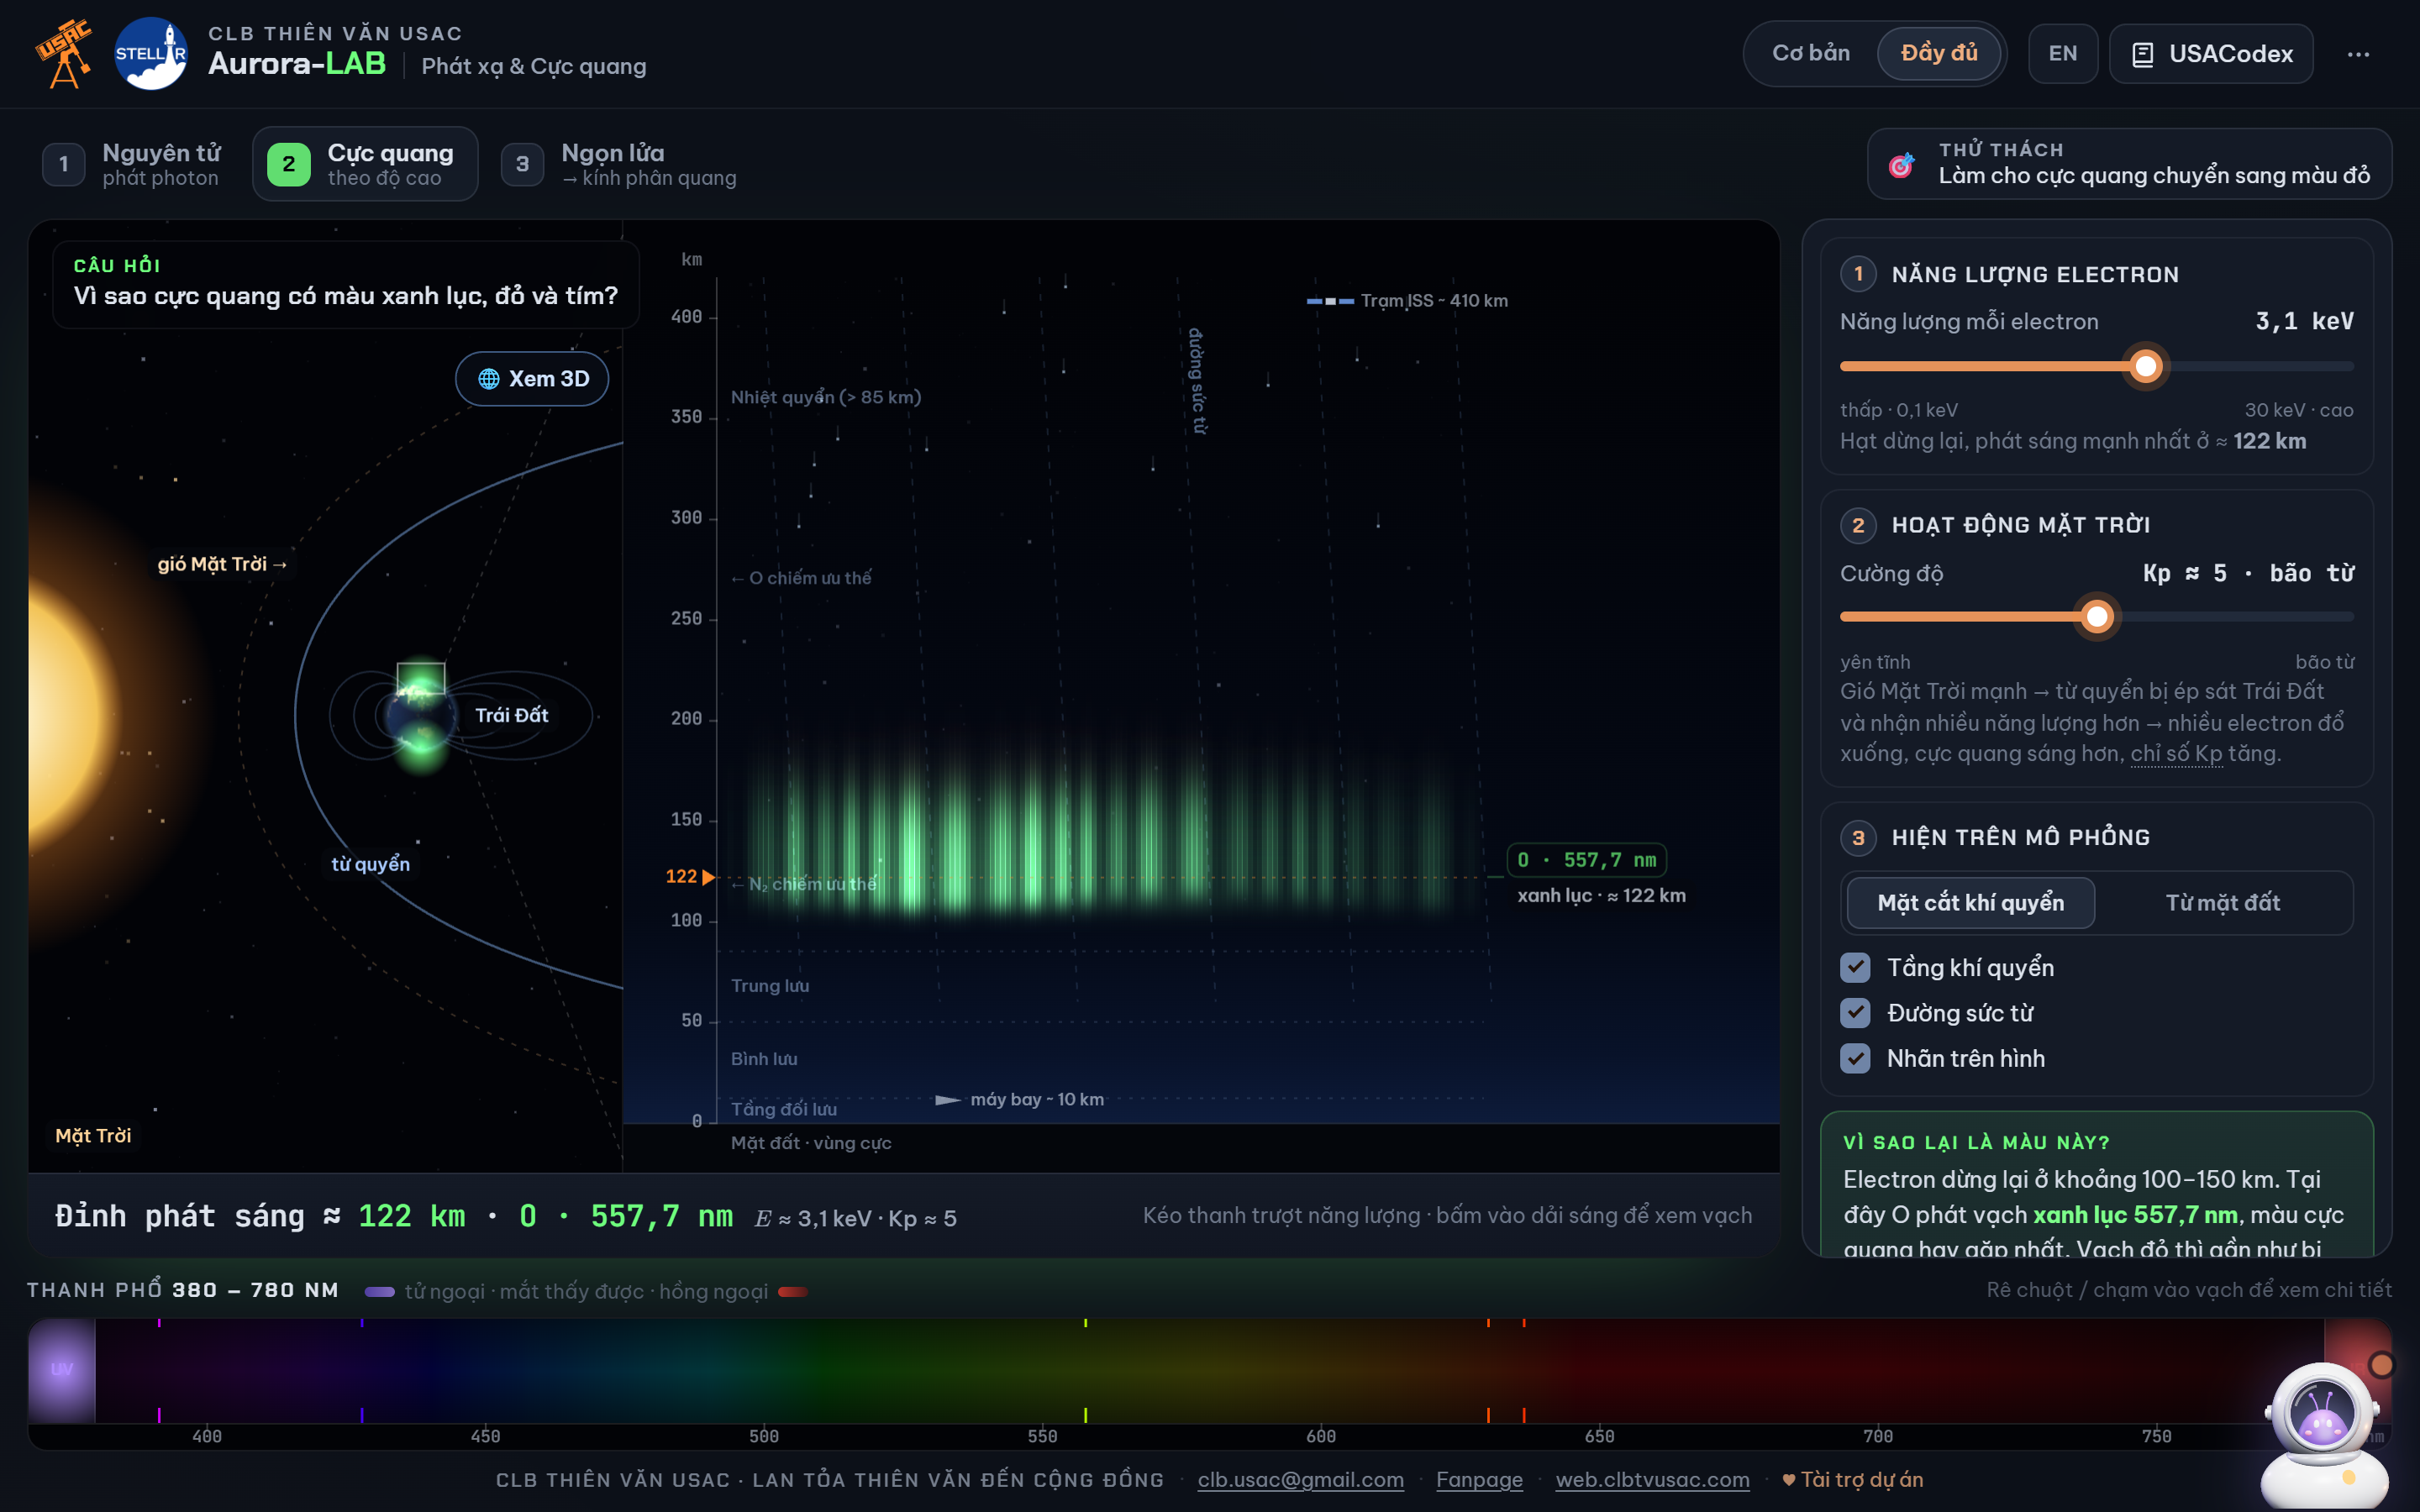 USAC
STELLAR
CLB THIÊN VĂN USAC
Aurora-LAB
Phát xạ & Cực quang
Cơ bản
Đầy đủ
EN
USACodex
...
1
Nguyên tử
phát photon
2
Cực quang
theo độ cao
3
Ngọn lửa
→ kính phân quang
THỬ THÁCH
Làm cho cực quang chuyển sang màu đỏ
CÂU HỎI
Vì sao cực quang có màu xanh lục, đỏ và tím?
Xem 3D
gió Mặt Trời →
Trái Đất
từ quyển
Mặt Trời
km
400
350
300
250
200
150
122
100
50
0
Trạm ISS ~ 410 km
đường sức từ
Nhiệt quyển (> 85 km)
← O chiếm ưu thế
← N₂ chiếm ưu thế
O · 557,7 nm
xanh lục · ≈ 122 km
Trung lưu
Bình lưu
Tầng đối lưu
máy bay ~ 10 km
Mặt đất · vùng cực
Đỉnh phát sáng ≈ 122 km · O · 557,7 nm E ≈ 3,1 keV · Kp ≈ 5
Kéo thanh trượt năng lượng · bấm vào dải sáng để xem vạch
1 NĂNG LƯỢNG ELECTRON
Năng lượng mỗi electron 3,1 keV
thấp · 0,1 keV 30 keV · cao
Hạt dừng lại, phát sáng mạnh nhất ở ≈ 122 km
2 HOẠT ĐỘNG MẶT TRỜI
Cường độ Kp ≈ 5 · bão từ
yên tĩnh bão từ
Gió Mặt Trời mạnh → từ quyển bị ép sát Trái Đất
và nhận nhiều năng lượng hơn → nhiều electron đổ
xuống, cực quang sáng hơn, chỉ số Kp tăng.
3 HIỆN TRÊN MÔ PHỎNG
Mặt cắt khí quyển
Từ mặt đất
Tầng khí quyển
Đường sức từ
Nhãn trên hình
VÌ SAO LẠI LÀ MÀU NÀY?
Electron dừng lại ở khoảng 100–150 km. Tại
đây O phát vạch xanh lục 557,7 nm, màu cực
quang hay gặp nhất. Vạch đỏ thì gần như bị
THANH PHỔ 380 – 780 NM
tử ngoại · mắt thấy được · hồng ngoại
Rê chuột / chạm vào vạch để xem chi tiết
UV
400 450 500 550 600 650 700 750 nm
CLB THIÊN VĂN USAC · LAN TỎA THIÊN VĂN ĐẾN CỘNG ĐỒNG · clb.usac@gmail.com · Fanpage · web.clbtvusac.com · ♥ Tài trợ dự án